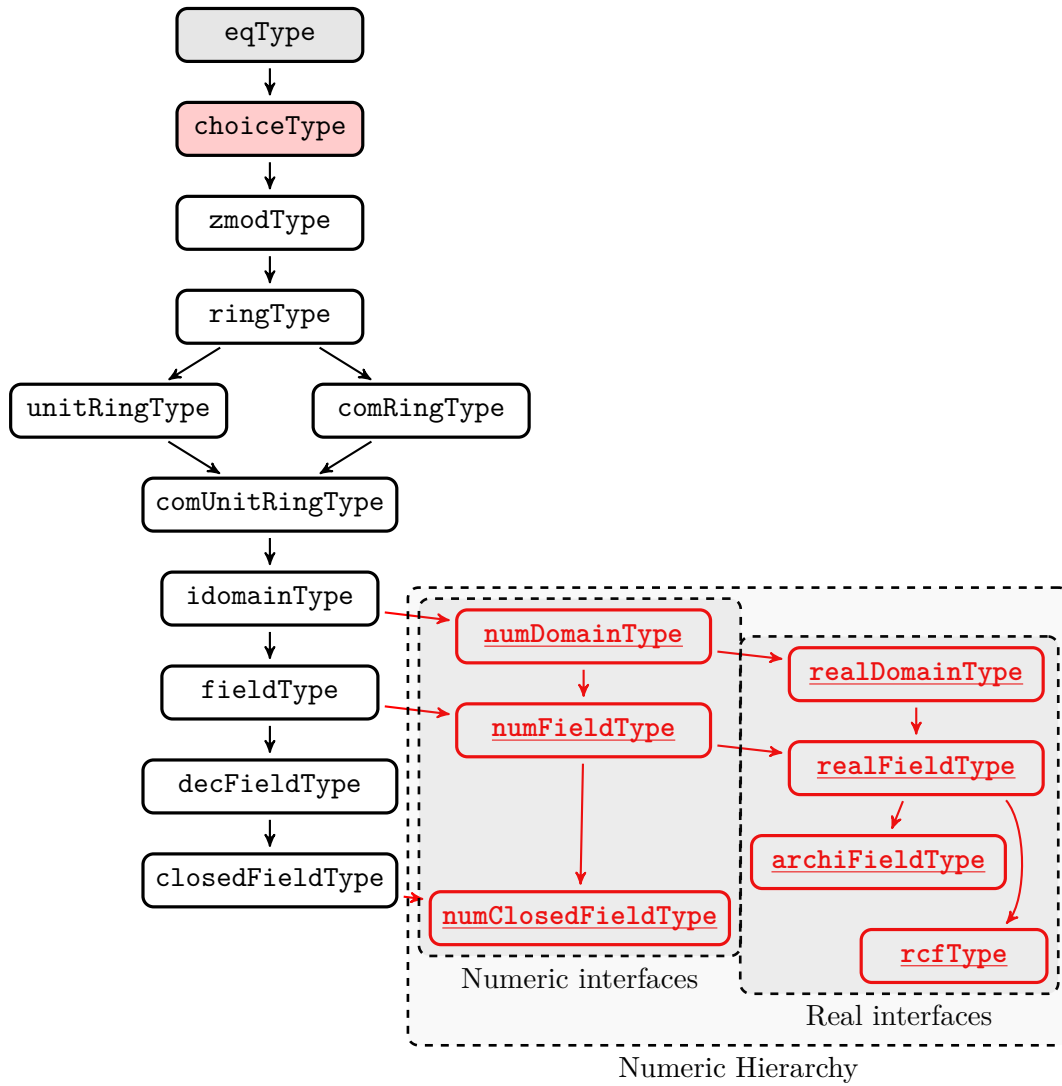 eqType
choiceType
zmodType
ringType
unitRingType
comRingType
comUnitRingType
idomainType
numDomainType
realDomainType
fieldType
numFieldType
realFieldType
decFieldType
archiFieldType
closedFieldType
numClosedFieldType
rcfType
Numeric interfaces
Real interfaces
Numeric Hierarchy